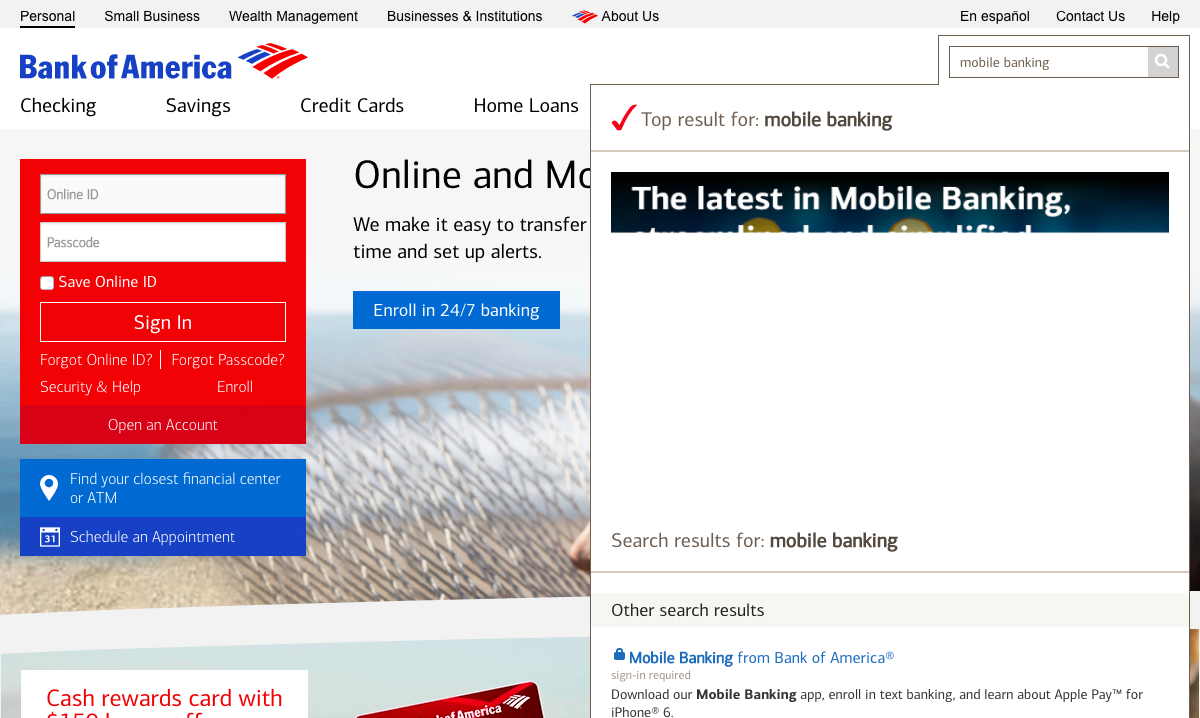 Personal
Small Business
Wealth Management
Businesses & Institutions
About Us
En español
Contact Us
Help
Bank of America
mobile banking
Checking
Savings
Credit Cards
Home Loans
Top result for: mobile banking
Online ID
Passcode
Save Online ID
Sign In
Forgot Online ID?
Forgot Passcode?
Security & Help
Enroll
Open an Account
Find your closest financial center
or ATM
31
Schedule an Appointment
Online and Mo
We make it easy to transfer
time and set up alerts.
Enroll in 24/7 banking
The latest in Mobile Banking,
streamlined and simplified
Search results for: mobile banking
Other search results
Mobile Banking from Bank of America®
sign-in required
Download our Mobile Banking app, enroll in text banking, and learn about Apple Pay™ for
iPhone® 6.
Cash rewards card with
of America